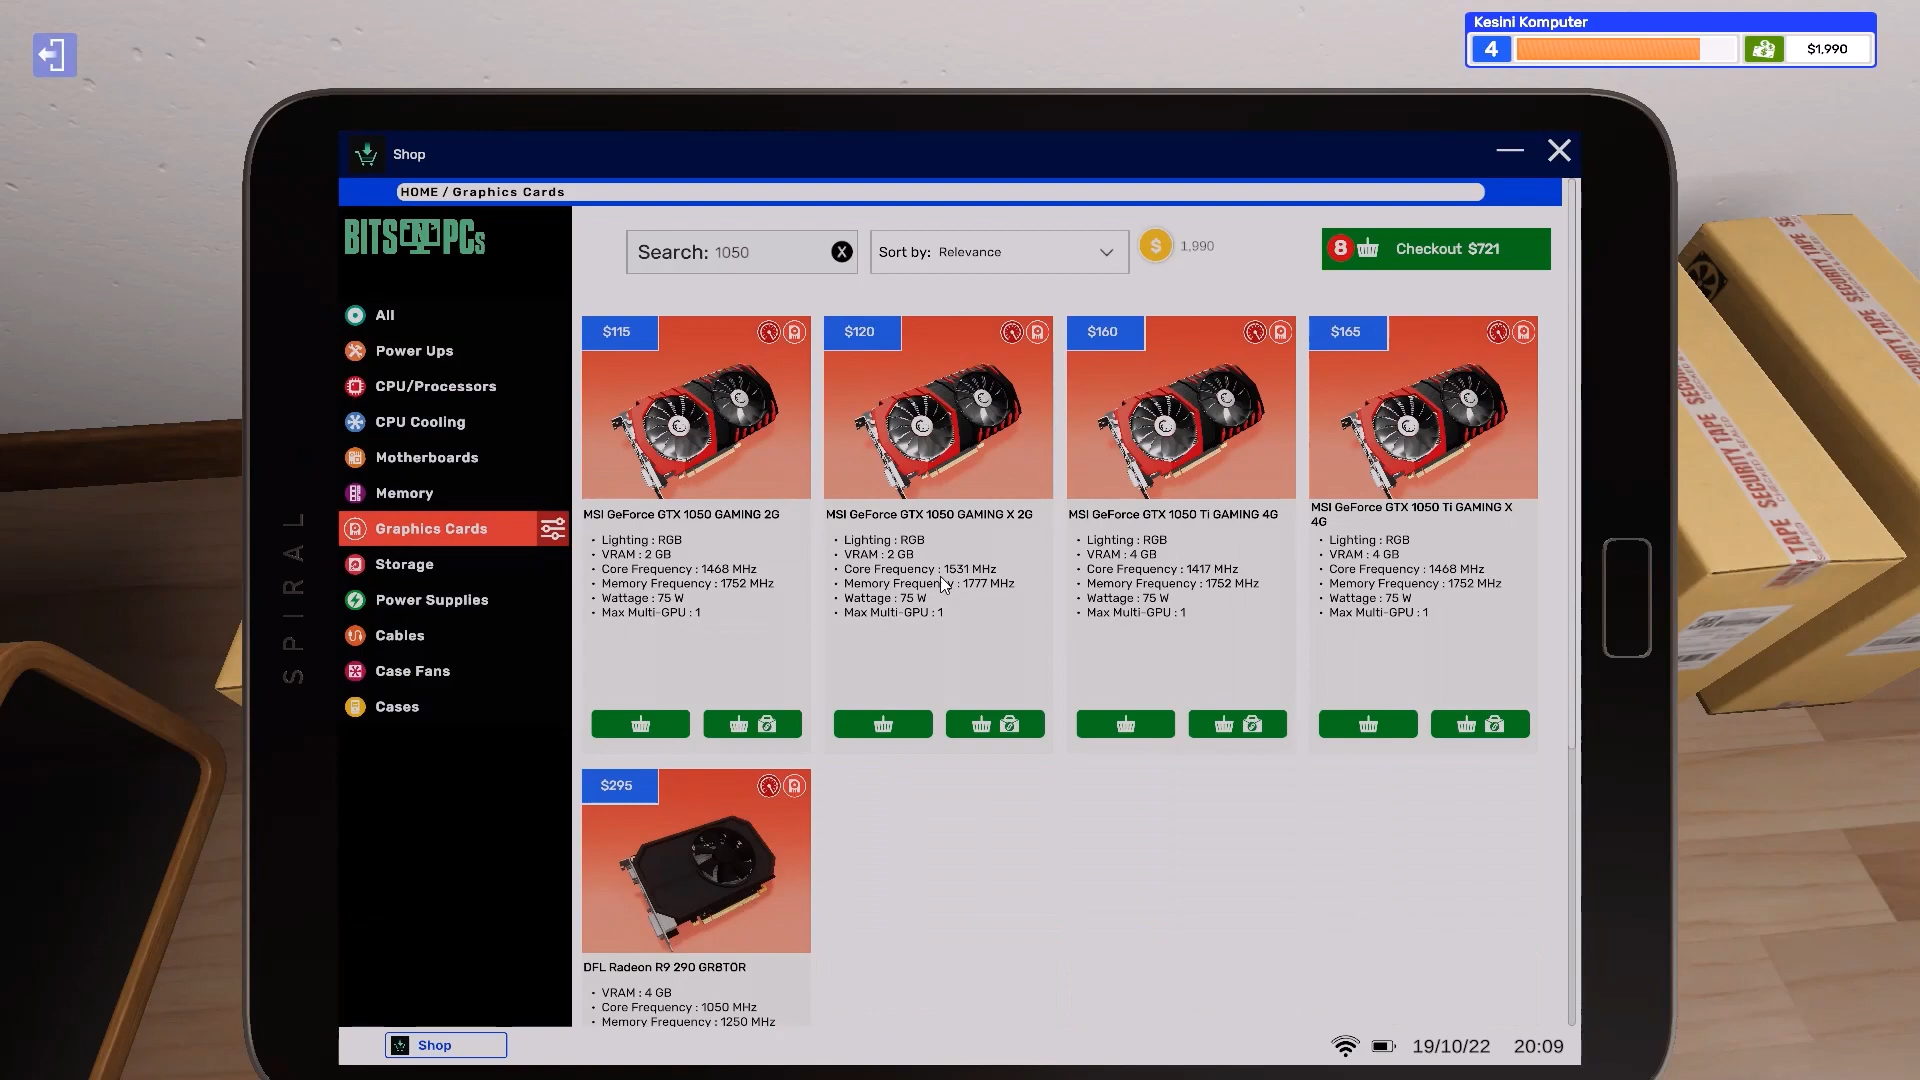 Kesini Komputer
4
$1,990
Shop
HOME / Graphics Cards
BITS N PCs
Search: 1050
X
Sort by: Relevance
$ 1,990
8 Checkout $721
All
Power Ups
CPU/Processors
CPU Cooling
Motherboards
Memory
Graphics Cards
Storage
Power Supplies
Cables
Case Fans
Cases
$115
MSI GeForce GTX 1050 GAMING 2G
• Lighting : RGB
• VRAM : 2 GB
• Core Frequency : 1468 MHz
• Memory Frequency : 1752 MHz
• Wattage : 75 W
• Max Multi-GPU : 1
$120
MSI GeForce GTX 1050 GAMING X 2G
• Lighting : RGB
• VRAM : 2 GB
• Core Frequency : 1531 MHz
• Memory Frequency : 1777 MHz
• Wattage : 75 W
• Max Multi-GPU : 1
$160
MSI GeForce GTX 1050 Ti GAMING 4G
• Lighting : RGB
• VRAM : 4 GB
• Core Frequency : 1417 MHz
• Memory Frequency : 1752 MHz
• Wattage : 75 W
• Max Multi-GPU : 1
$165
MSI GeForce GTX 1050 Ti GAMING X
4G
• Lighting : RGB
• VRAM : 4 GB
• Core Frequency : 1468 MHz
• Memory Frequency : 1752 MHz
• Wattage : 75 W
• Max Multi-GPU : 1
$295
DFL Radeon R9 290 GR8TOR
• VRAM : 4 GB
• Core Frequency : 1050 MHz
• Memory Frequency : 1250 MHz
SPIRAL
Shop
19/10/22 20:09
SECURITY TAPE
SECURITY TAPE
SECURITY TAPE
SECURITY TAPE